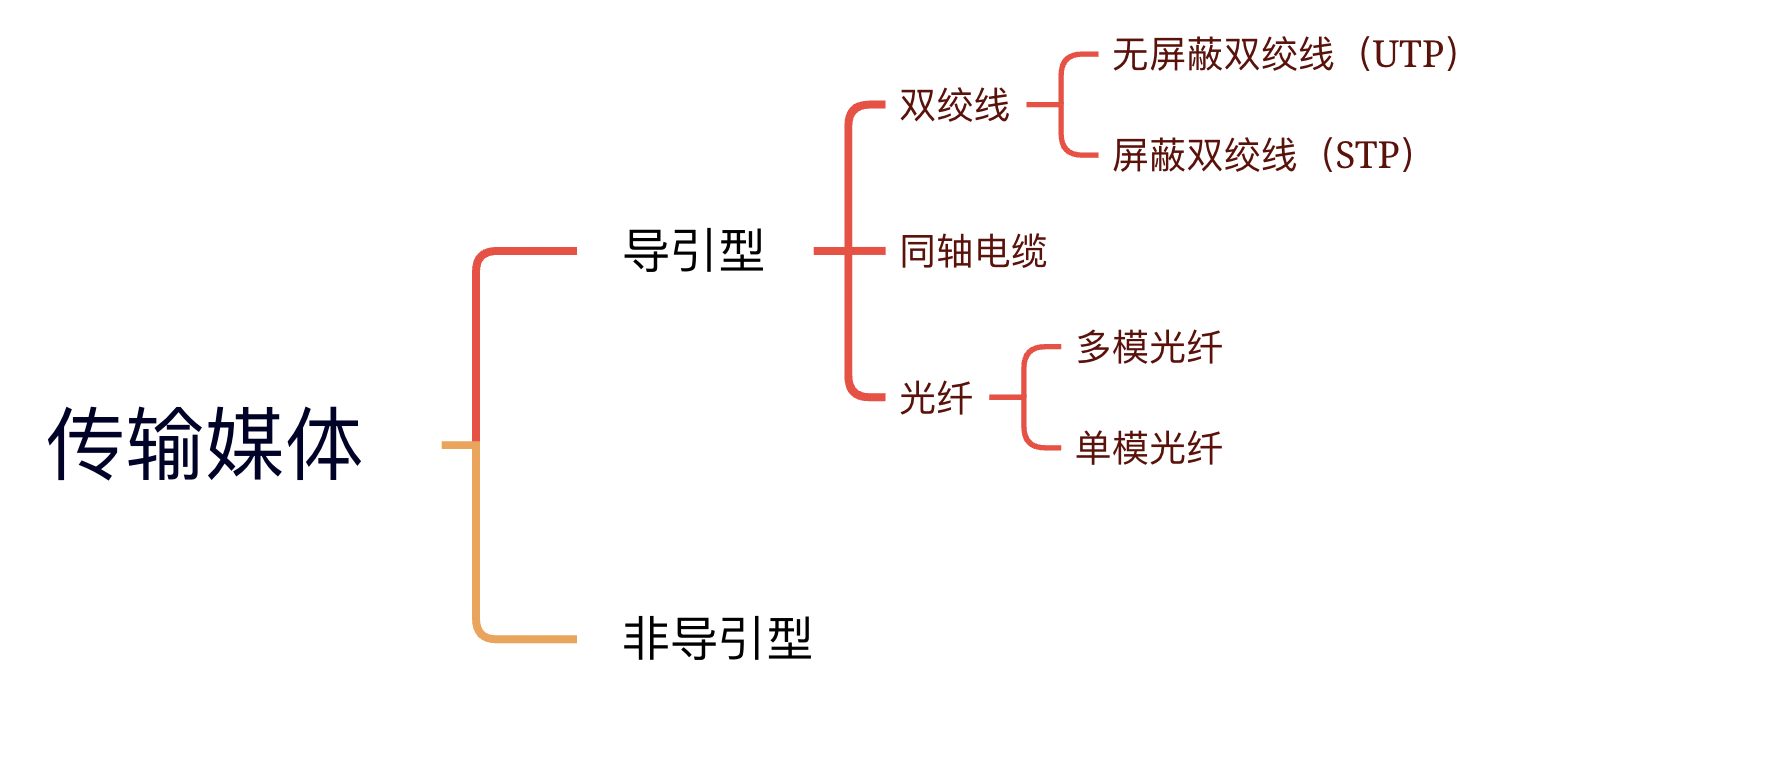 传输媒体
导引型
双绞线
无屏蔽双绞线（UTP）
屏蔽双绞线（STP）
同轴电缆
光纤
多模光纤
单模光纤
非导引型